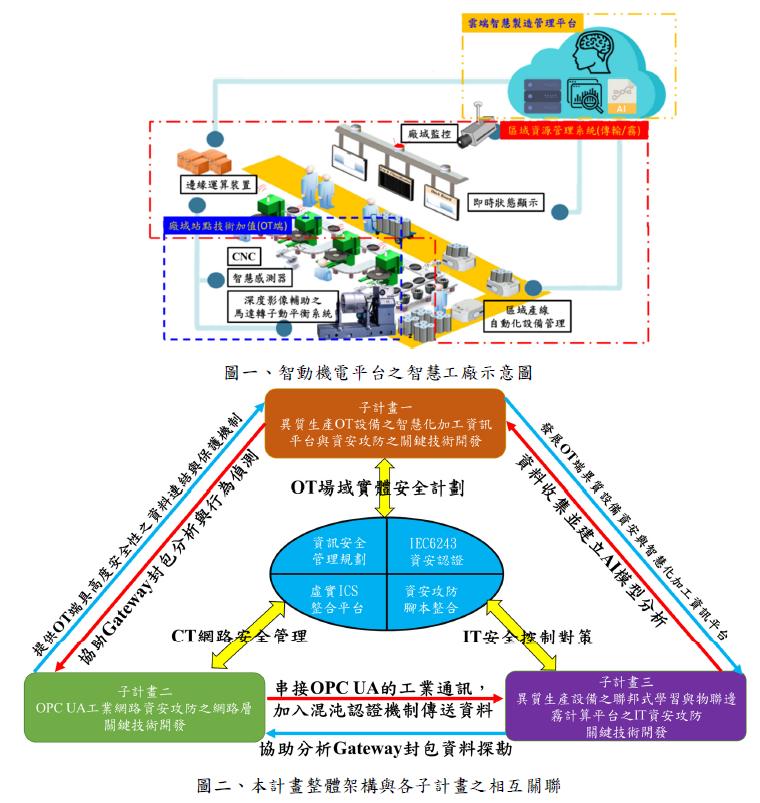 雲端智慧製造管理平台
AI
廠域監控
區域資源管理系統(傳輸/霧)
邊緣運算裝置
即時狀態顯示
廠域站點技術加值(OT端)
CNC
智慧感測器
深度影像輔助之
馬達轉子動平衡系統
區域產線
自動化設備管理
圖一、智動機電平台之智慧工廠示意圖
子計畫一
異質生產OT設備之智慧化加工資訊
平台與資安攻防之關鍵技術開發
提供OT端具高度安全性之資料連結與保護機制
協助Gateway封包分析與行為偵測
發展OT端異質設備資安與智慧化加工資訊平台
資料收集並建立AI模型分析
OT場域實體安全計劃
資訊安全
管理規劃
IEC6243
資安認證
虛實ICS
整合平台
資安攻防
腳本整合
CT網路安全管理
IT安全控制對策
子計畫二
OPC UA工業網路資安攻防之網路層
關鍵技術開發
串接OPC UA的工業通訊，
加入混沌認證機制傳送資料
協助分析Gateway封包資料探勘
子計畫三
異質生產設備之聯邦式學習與物聯邊
霧計算平台之IT資安攻防
關鍵技術開發
圖二、本計畫整體架構與各子計畫之相互關聯